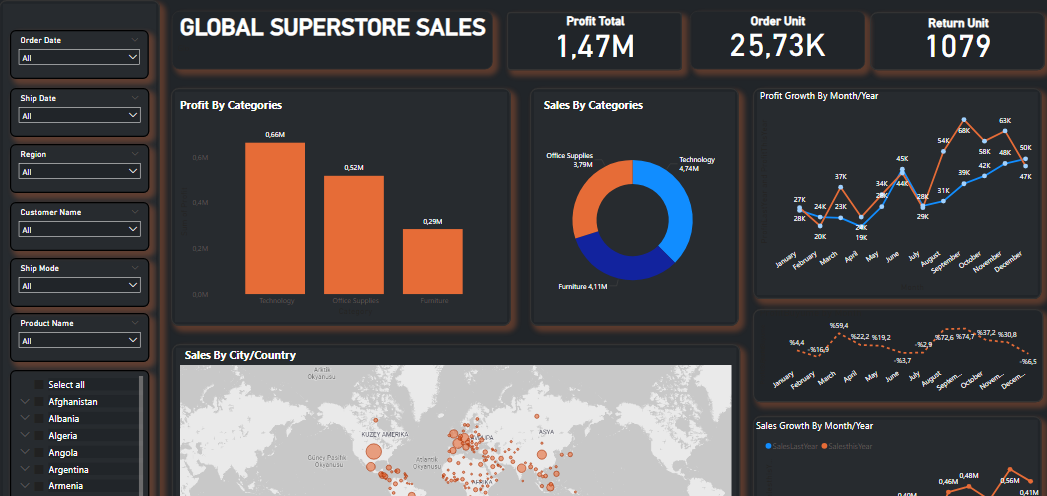 GLOBAL SUPERSTORE SALES
Profit Total
1,47M
Order Unit
25,73K
Return Unit
1079
Order Date
All
Ship Date
All
Region
All
Customer Name
All
Ship Mode
All
Product Name
All
Select all
Afghanistan
Albania
Algeria
Angola
Argentina
Armenia
Profit By Categories
0,66M
0,52M
0,29M
0.6M
0.4M
0.2M
0.0M
Technology
Office Supplies
Furniture
Sales By Categories
Office Supplies
3,79M
Technology
4,74M
Furniture 4,11M
Profit Growth By Month/Year
27K
28K
24K
20K
37K
23K
24K
19K
34K
45K
44K
28K
29K
54K
31K
68K
39K
58K
42K
63K
48K
50K
47K
January
February
March
April
May
June
July
August
September
October
November
December
%4,4
-%16,9
%59,4
%22,2
%19,2
-%3,7
-%2,9
%72,6
%74,7
%37,2
%30,8
-%6,5
January
February
March
April
May
June
July
August
Septem...
October
Novem...
Decem...
Sales By City/Country
Arktik
Okyanusu
KUZEY AMERIKA
Güney Pasifik
Okyanusu
Atlantik
Okyanusu
ASYA
AFRİKA
Sales Growth By Month/Year
SalesLastYear
SalesthisYear
0,46M
0,48M
0,56M
0,41M